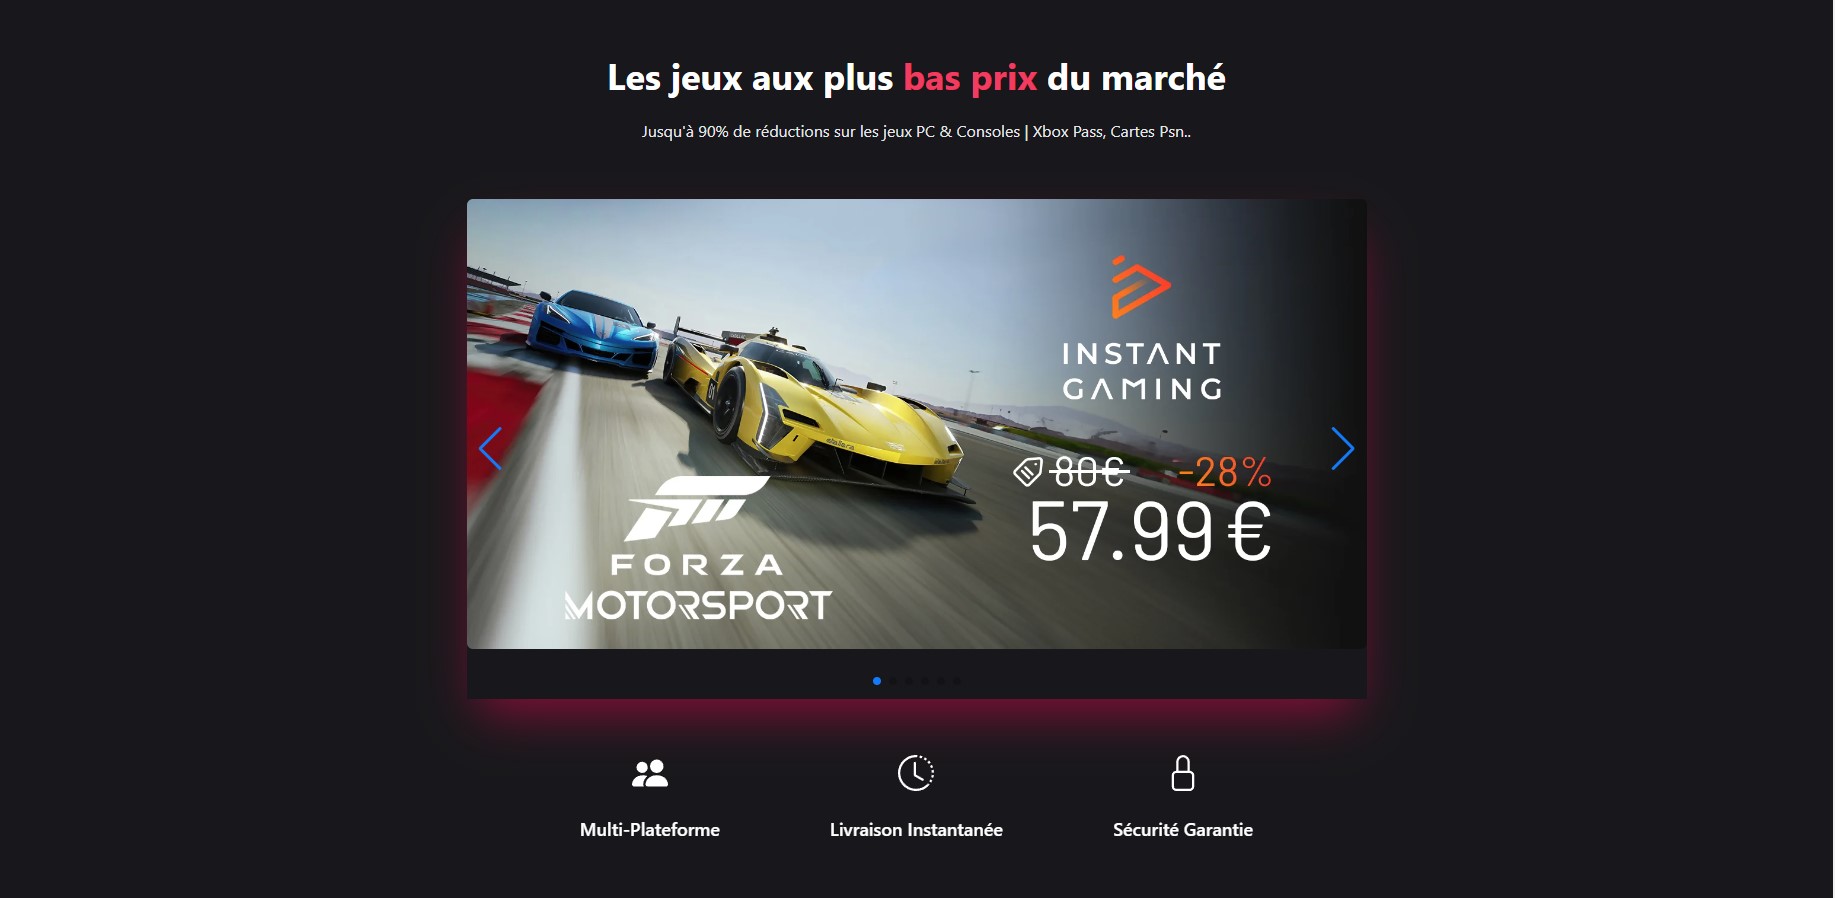 Les jeux aux plus bas prix du marché
Jusqu'à 90% de réductions sur les jeux PC & Consoles | Xbox Pass, Cartes Psn..
INSTANT
GAMING
80€ -28%
57.99€
FORZA
MOTORSPORT
Multi-Plateforme
Livraison Instantanée
Sécurité Garantie